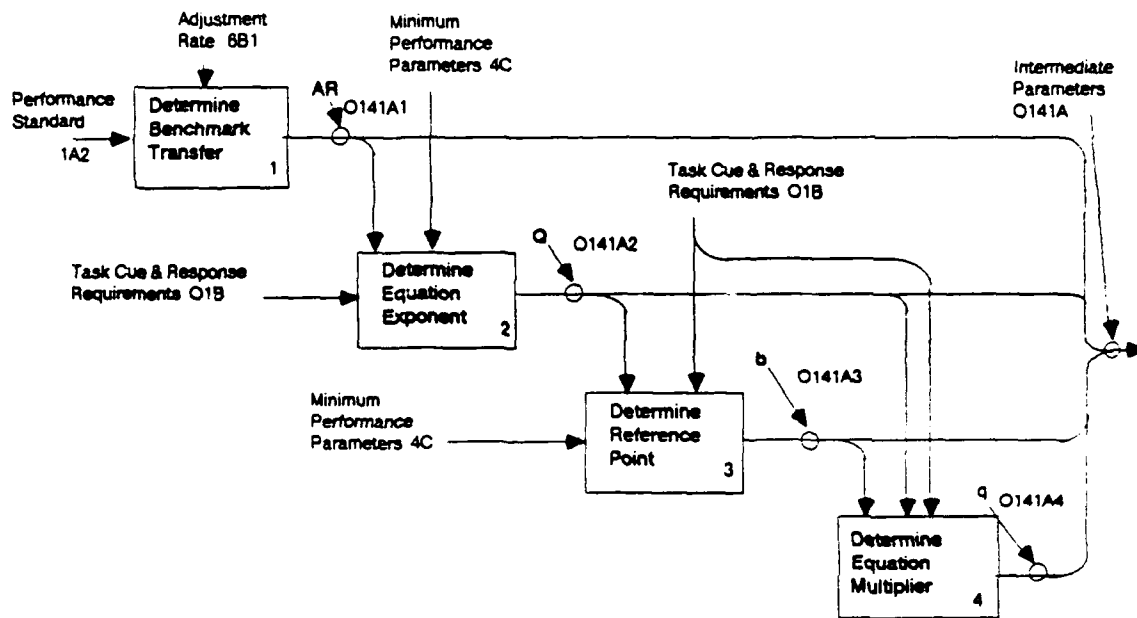 Adjustment
Rate 6B1
Minimum
Performance
Parameters 4C
Intermediate
Parameters
O141A
Performance
Standard
1A2
Determine
Benchmark
Transfer
1
AR
O141A1
Task Cue & Response
Requirements O1B
Task Cue & Response
Requirements O1B
Determine
Equation
Exponent
2
Q
O141A2
Minimum
Performance
Parameters 4C
Determine
Reference
Point
3
b
O141A3
Determine
Equation
Multiplier
4
q
O141A4